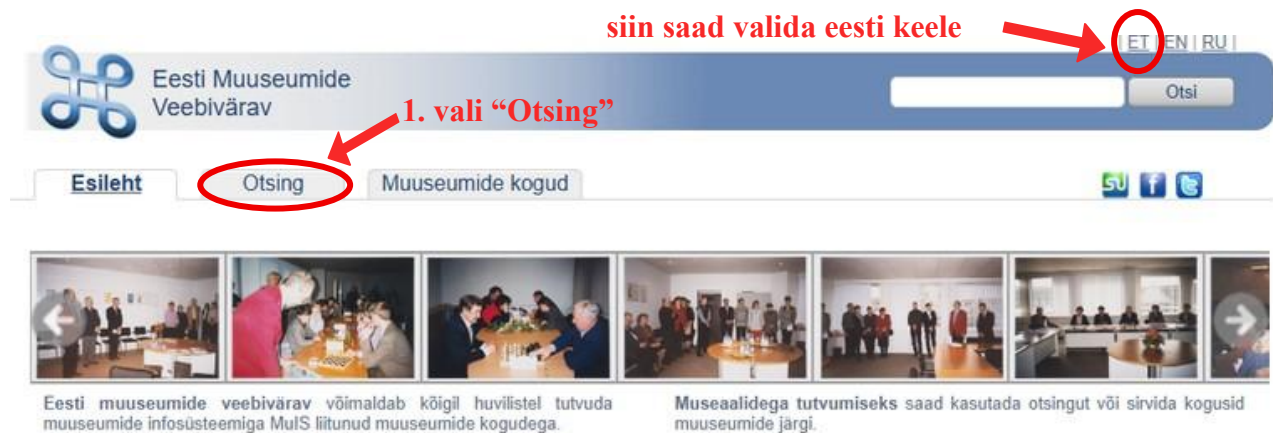 siin saad valida eesti keele
| ET | EN | RU |
Eesti Muuseumide
Veebivärav
Otsi
1. vali “Otsing”
Esileht
Otsing
Muuseumide kogud
Eesti muuseumide veebivärav võimaldab kõigil huvilistel tutvuda
muuseumide infosüsteemiga MuIS liitunud muuseumide kogudega.
Museaalidega tutvumiseks saad kasutada otsingut või sirvida kogusid
muuseumide järgi.